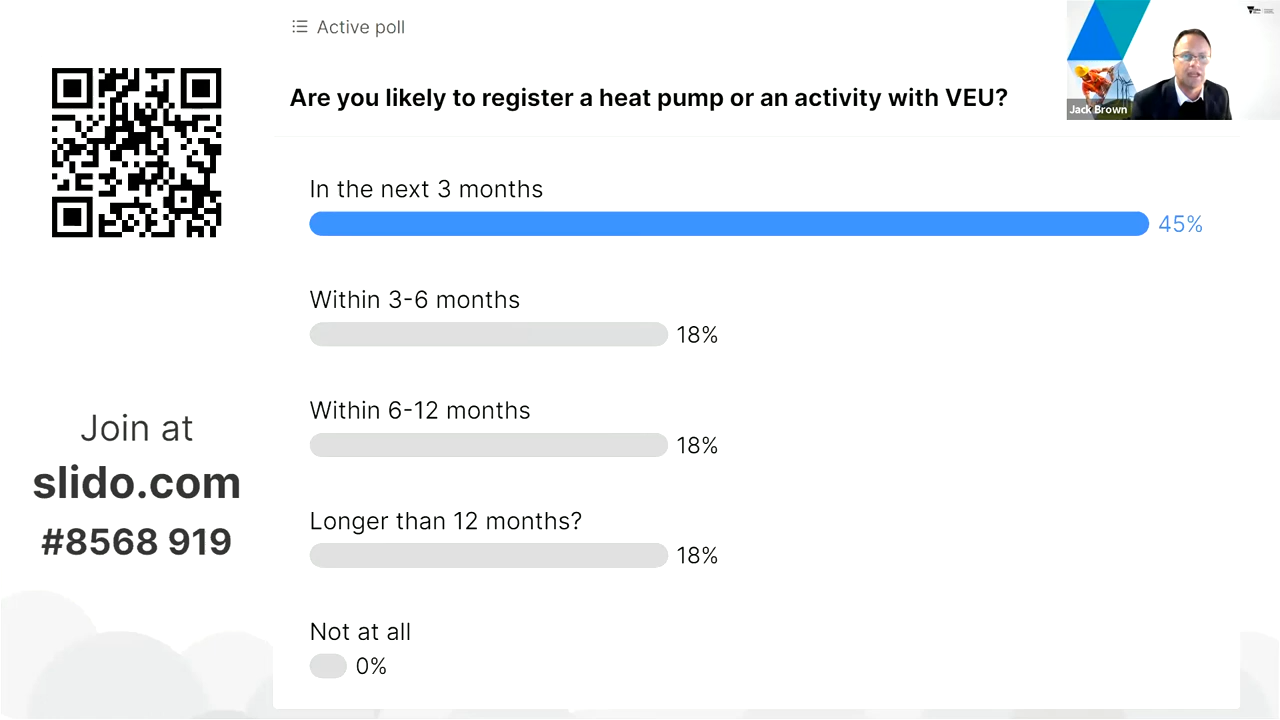 Active poll
Are you likely to register a heat pump or an activity with VEU?
Jack Brown
In the next 3 months
45%
Within 3-6 months
18%
Within 6-12 months
18%
Longer than 12 months?
18%
Not at all
0%
Join at
slido.com
#8568 919